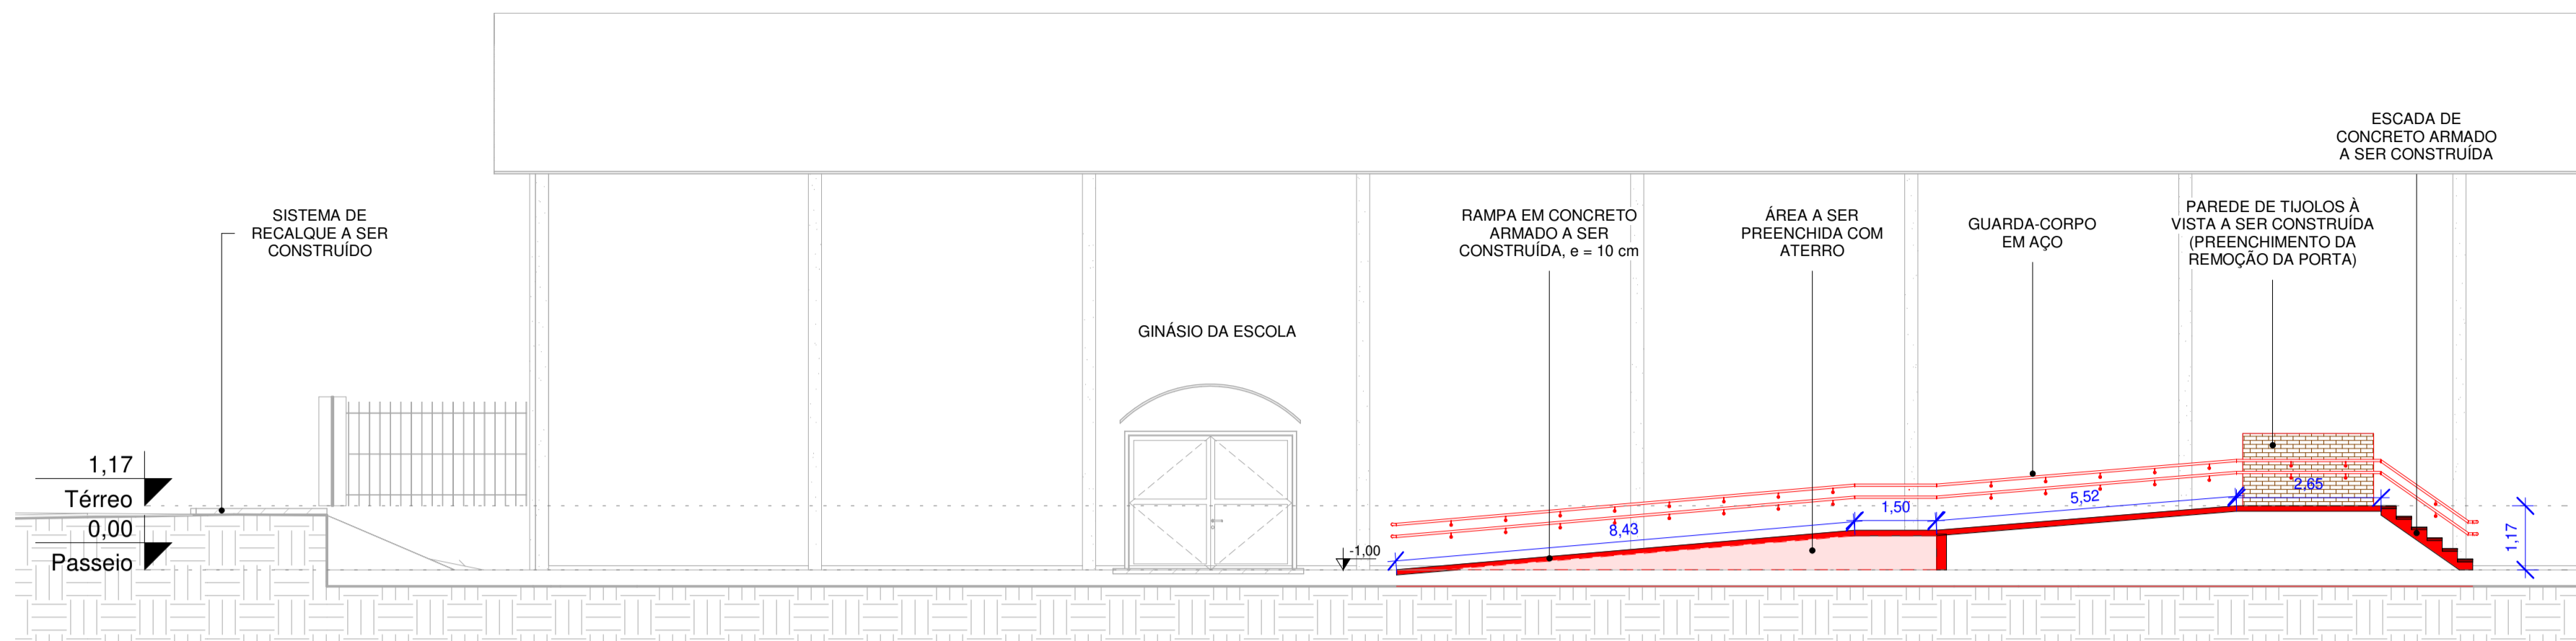 ESCADA DE
CONCRETO ARMADO
A SER CONSTRUÍDA
SISTEMA DE
RECALQUE A SER
CONSTRUÍDO
RAMPA EM CONCRETO
ARMADO A SER
CONSTRUÍDA, e = 10 cm
ÁREA A SER
PREENCHIDA COM
ATERRO
GUARDA-CORPO
EM AÇO
PAREDE DE TIJOLOS À
VISTA A SER CONSTRUÍDA
(PREENCHIMENTO DA
REMOÇÃO DA PORTA)
GINÁSIO DA ESCOLA
1,17
Térreo
0,00
Passeio
-1,00
8,43
1,50
5,52
2,65
1,17